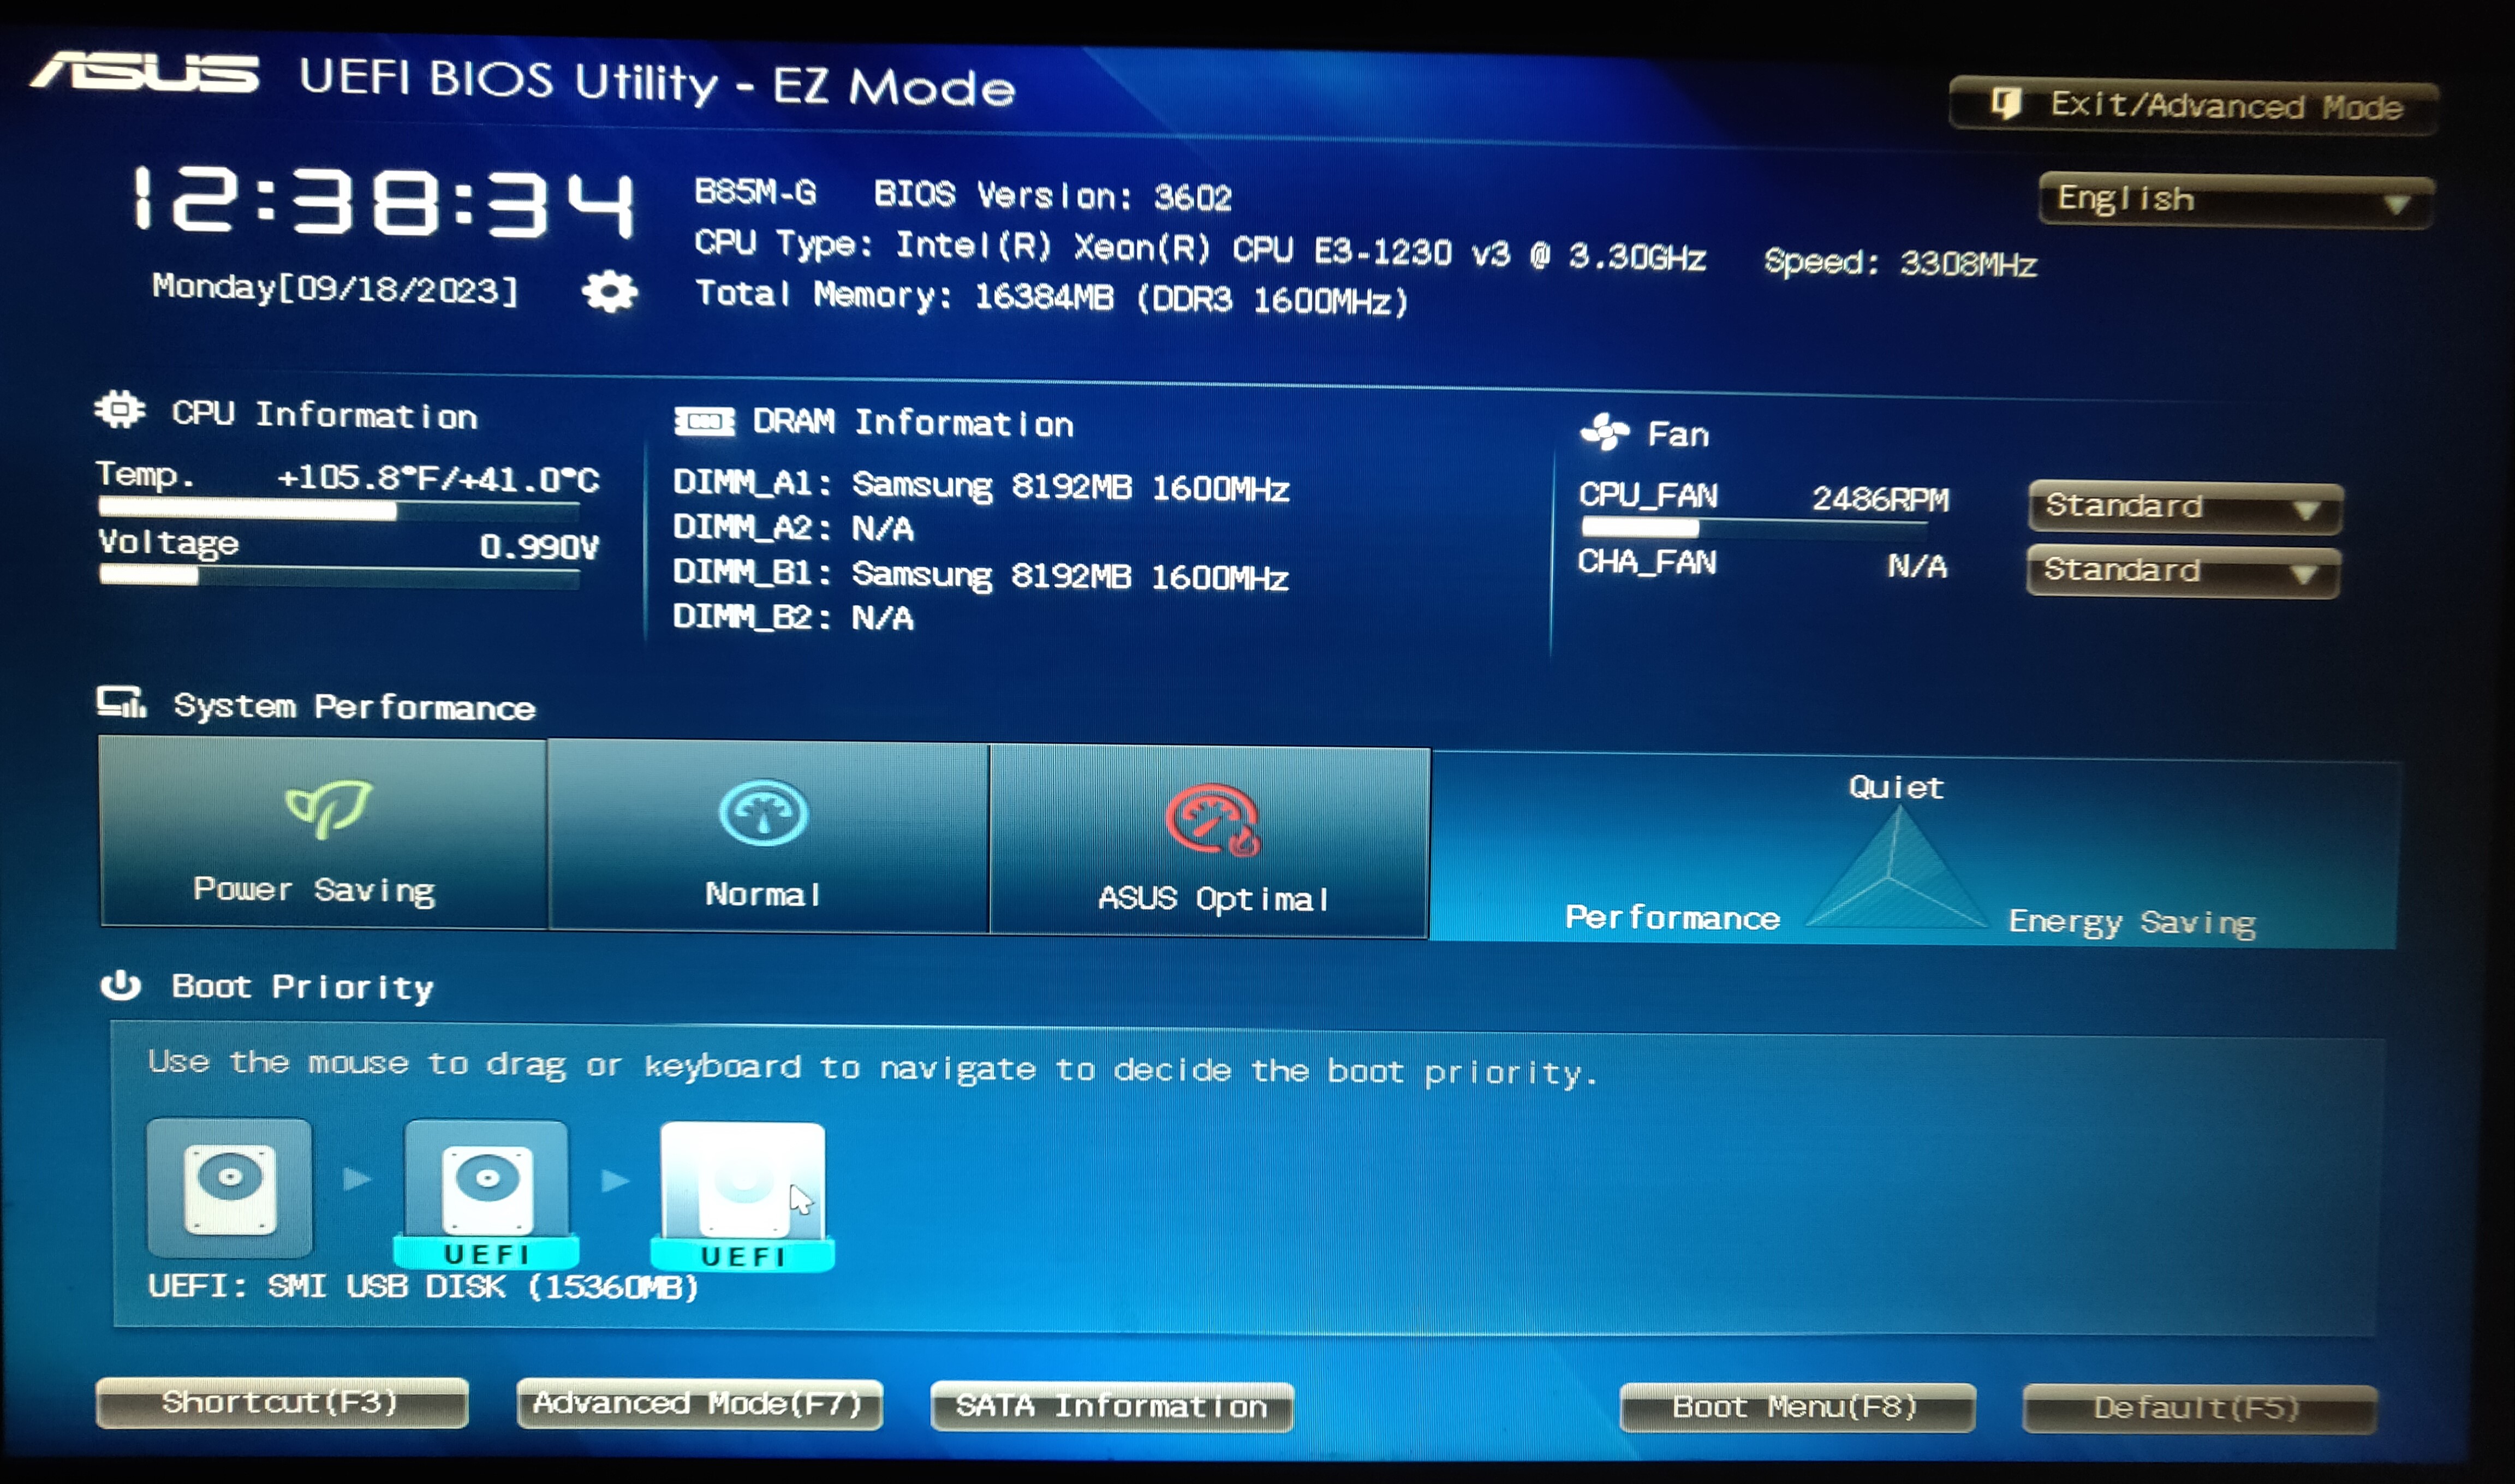 ASUS UEFI BIOS Utility - EZ Mode
Exit/Advanced Mode
12:38:34
Monday[09/18/2023]
B85M-G BIOS Version: 3602
CPU Type: Intel(R) Xeon(R) CPU E3-1230 v3 @ 3.30GHz Speed: 3308MHz
Total Memory: 16384MB (DDR3 1600MHz)
English
CPU Information
Temp. +105.8°F/+41.0°C
Voltage 0.990V
DRAM Information
DIMM_A1: Samsung 8192MB 1600MHz
DIMM_A2: N/A
DIMM_B1: Samsung 8192MB 1600MHz
DIMM_B2: N/A
Fan
CPU_FAN 2486RPM Standard
CHA_FAN N/A Standard
System Performance
Power Saving
Normal
ASUS Optimal
Quiet
Performance
Energy Saving
Boot Priority
Use the mouse to drag or keyboard to navigate to decide the boot priority.
UEFI
UEFI
UEFI: SMI USB DISK (15360MB)
Shortcut(F3)
Advanced Mode(F7)
SATA Information
Boot Menu(F8)
Default(F5)